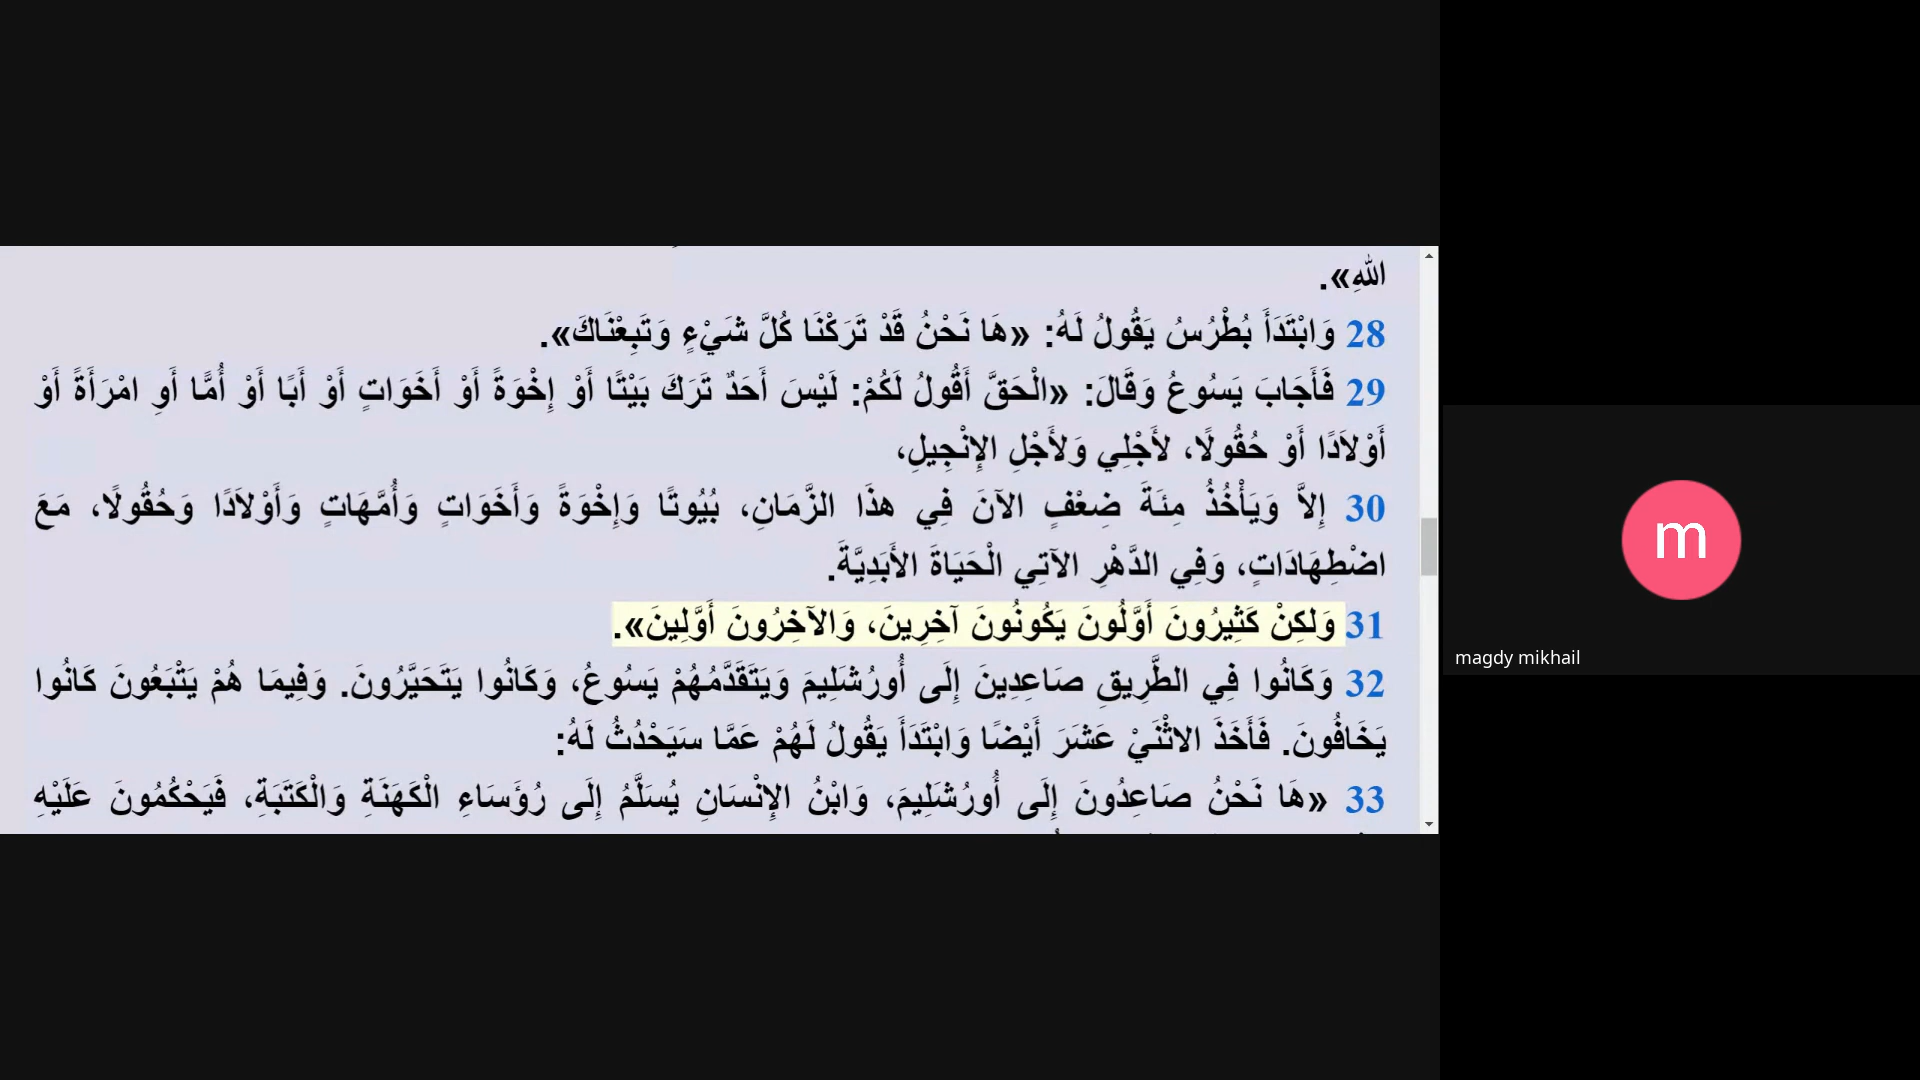 اللهِ».
28 وَابْتَدَأَ بُطْرُسُ يَقُولُ لَهُ: «هَا نَحْنُ قَدْ تَرَكْنَا كُلَّ شَيْءٍ وَتَبِعْنَاكَ».
29 فَأَجَابَ يَسُوعُ وَقَالَ: «الْحَقَّ أَقُولُ لَكُمْ: لَيْسَ أَحَدٌ تَرَكَ بَيْتًا أَوْ إِخْوَةً أَوْ أَخَوَاتٍ أَوْ أَبًا أَوْ أُمًّا أَوِ امْرَأَةً أَوْ
أَوْلاَدًا أَوْ حُقُولًا، لأَجْلِي وَلأَجْلِ الإِنْجِيلِ،
30 إِلاَّ وَيَأْخُذُ مِئَةَ ضِعْفٍ الآنَ فِي هذَا الزَّمَانِ، بُيُوتًا وَإِخْوَةً وَأَخَوَاتٍ وَأُمَّهَاتٍ وَأَوْلاَدًا وَحُقُولًا، مَعَ
اضْطِهَادَاتٍ، وَفِي الدَّهْرِ الآتِي الْحَيَاةَ الأَبَدِيَّةَ.
31 وَلكِنْ كَثِيرُونَ أَوَّلُونَ يَكُونُونَ آخِرِينَ، وَالآخِرُونَ أَوَّلِينَ».
32 وَكَانُوا فِي الطَّرِيقِ صَاعِدِينَ إِلَى أُورُشَلِيمَ وَيَتَقَدَّمُهُمْ يَسُوعُ، وَكَانُوا يَتَحَيَّرُونَ. وَفِيمَا هُمْ يَتْبَعُونَ كَانُوا
يَخَافُونَ. فَأَخَذَ الاثْنَيْ عَشَرَ أَيْضًا وَابْتَدَأَ يَقُولُ لَهُمْ عَمَّا سَيَحْدُثُ لَهُ:
33 «هَا نَحْنُ صَاعِدُونَ إِلَى أُورُشَلِيمَ، وَابْنُ الإِنْسَانِ يُسَلَّمُ إِلَى رُؤَسَاءِ الْكَهَنَةِ وَالْكَتَبَةِ، فَيَحْكُمُونَ عَلَيْهِ
m
magdy mikhail